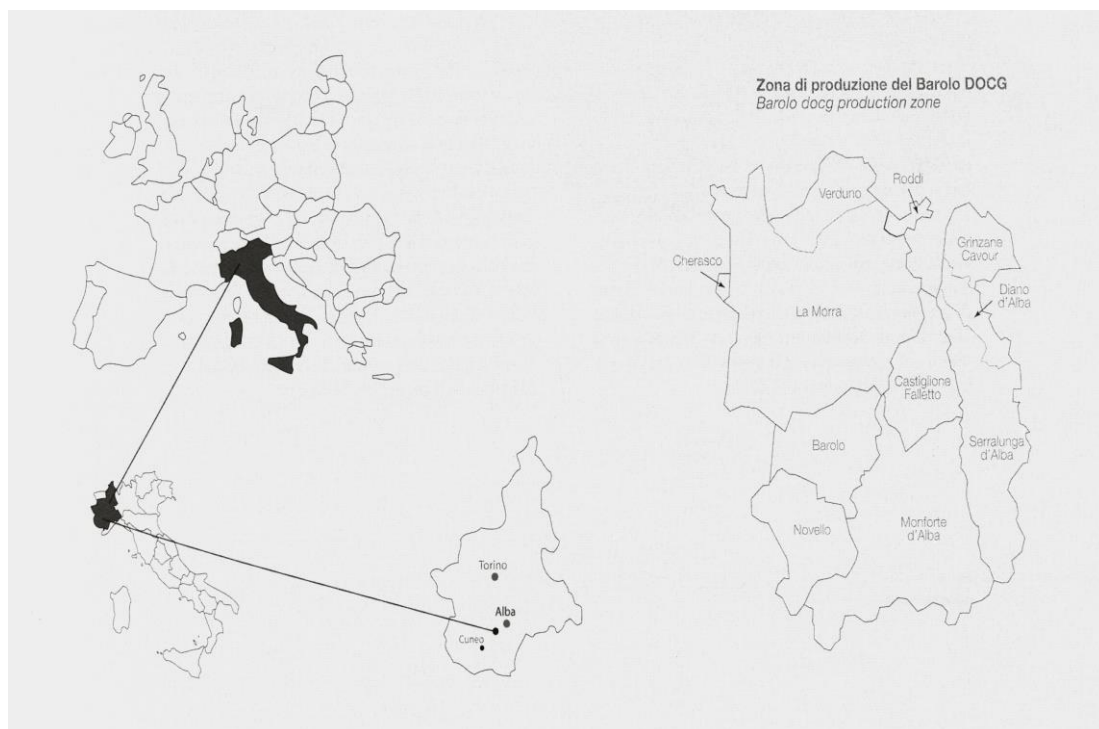 Zona di produzione del Barolo DOCG
Barolo docg production zone
Roddi
Verduno
Grinzane
Cavour
Cherasco
Diano
d'Alba
La Morra
Castiglione
Falletto
Barolo
Serralunga
d'Alba
Novello
Monforte
d'Alba
Torino
Alba
Cuneo